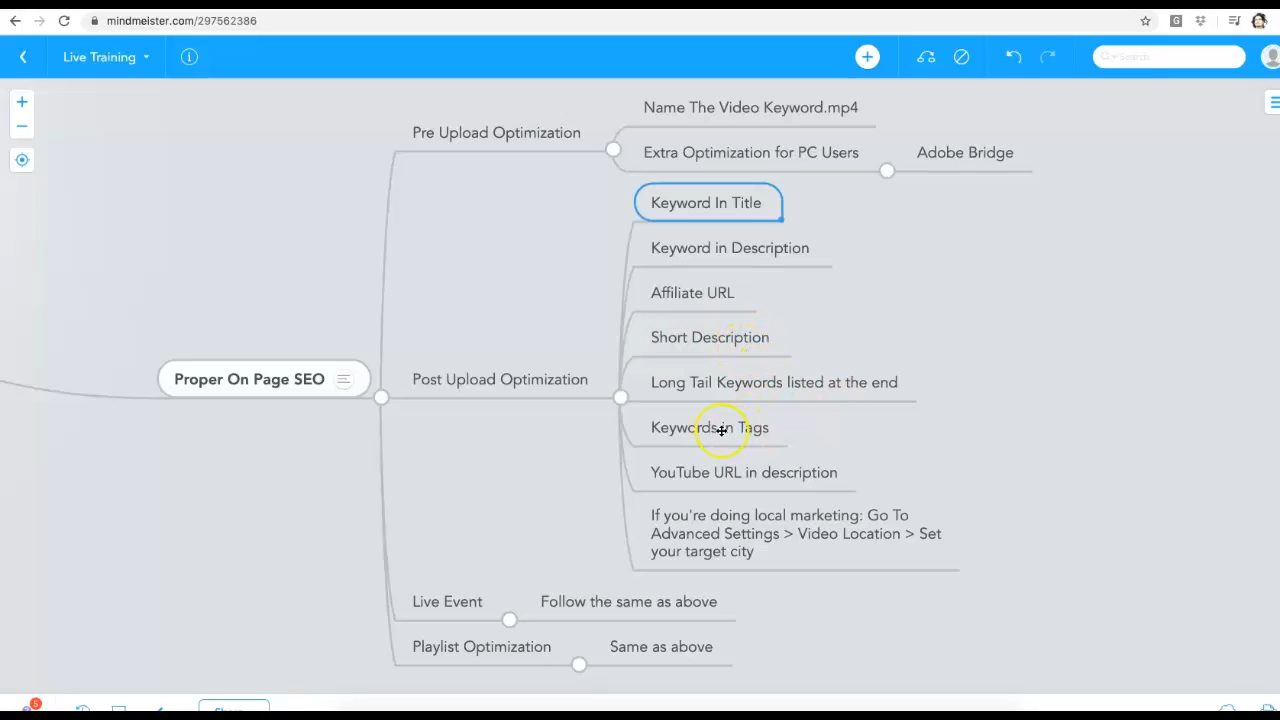 mindmeister.com/297562386
Live Training
Search
Name The Video Keyword.mp4
Pre Upload Optimization
Extra Optimization for PC Users
Adobe Bridge
Keyword In Title
Keyword in Description
Affiliate URL
Short Description
Proper On Page SEO
Post Upload Optimization
Long Tail Keywords listed at the end
Keywords in Tags
YouTube URL in description
If you're doing local marketing: Go To
Advanced Settings > Video Location > Set
your target city
Live Event
Follow the same as above
Playlist Optimization
Same as above
5